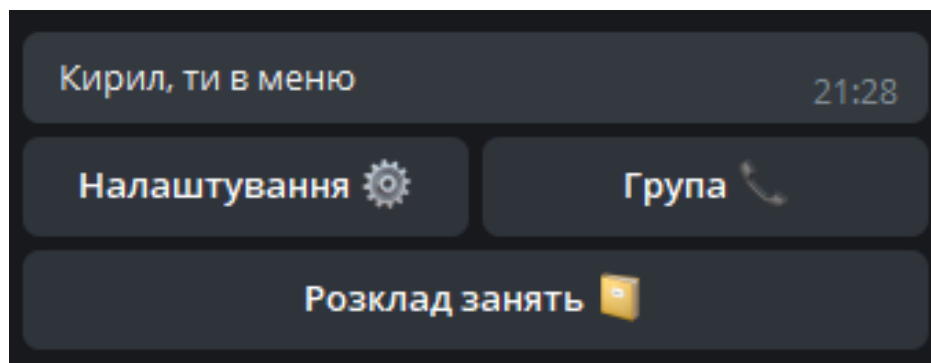 Кирил, ти в меню
21:28
Налаштування ⚙️ Група 📞
Розклад занять 📒